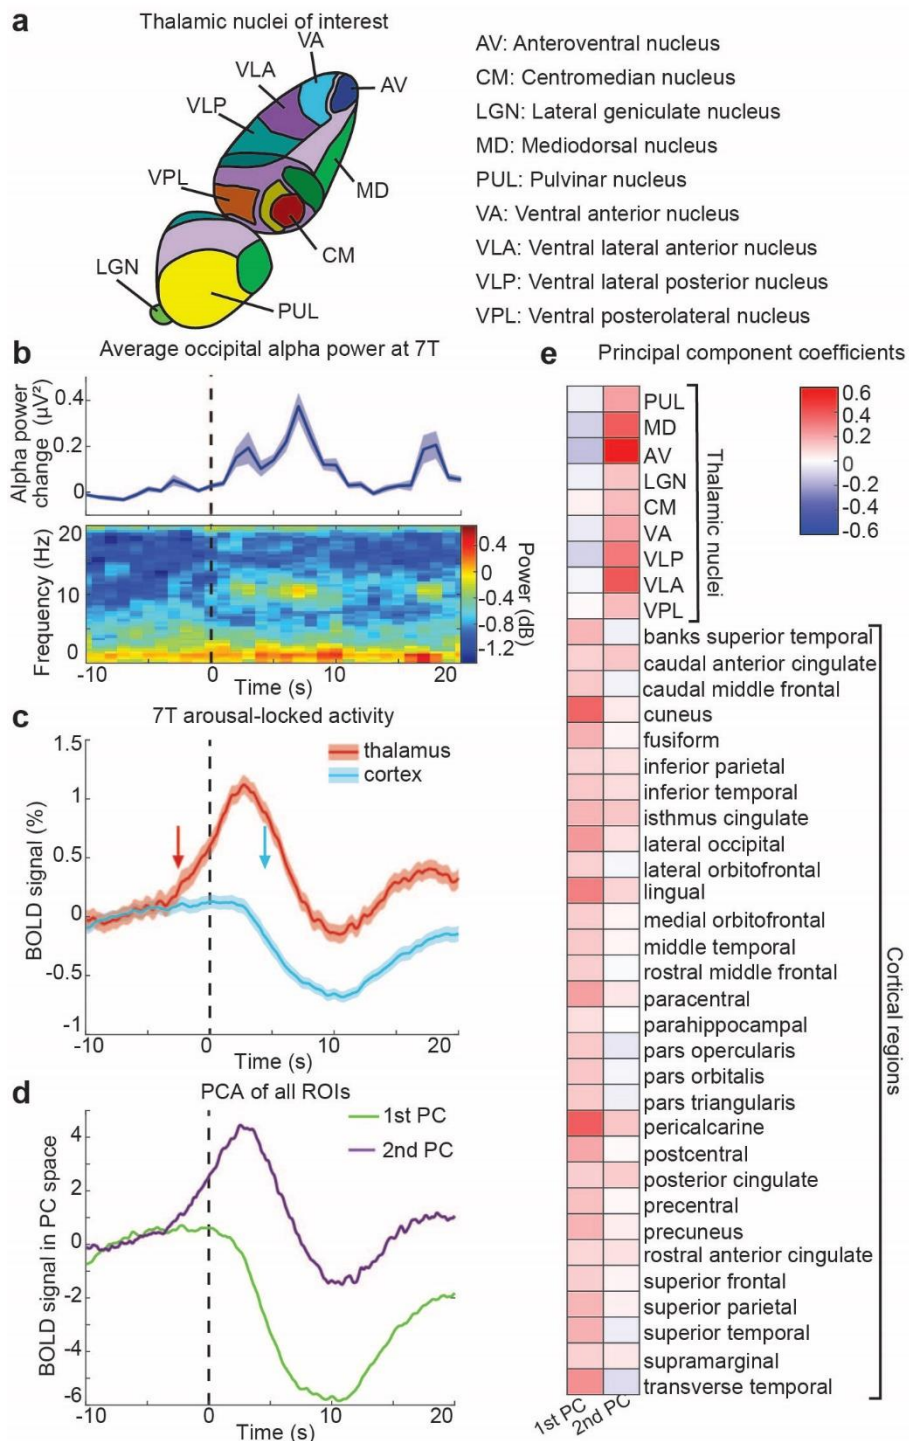 a
Thalamic nuclei of interest
VA
VLA
AV
VLP
VPL
MD
CM
LGN
PUL
AV: Anteroventral nucleus
CM: Centromedian nucleus
LGN: Lateral geniculate nucleus
MD: Mediodorsal nucleus
PUL: Pulvinar nucleus
VA: Ventral anterior nucleus
VLA: Ventral lateral anterior nucleus
VLP: Ventral lateral posterior nucleus
VPL: Ventral posterolateral nucleus
b
Average occipital alpha power at 7T
Alpha power
change (µV²)
0.4
0.2
0
Frequency (Hz)
20
10
0
-10 0 10 20
Time (s)
0.4
0
-0.4
-0.8
-1.2
Power (dB)
c
7T arousal-locked activity
thalamus
cortex
BOLD signal (%)
1.5
1
0.5
0
-0.5
-1
-10 0 10 20
Time (s)
d
PCA of all ROIs
1st PC
2nd PC
BOLD signal in PC space
4
2
0
-2
-4
-6
-10 0 10 20
Time (s)
e
Principal component coefficients
0.6
0.4
0.2
0
-0.2
-0.4
-0.6
PUL
MD
AV
LGN
CM
VA
VLP
VLA
VPL
Thalamic nuclei
banks superior temporal
caudal anterior cingulate
caudal middle frontal
cuneus
fusiform
inferior parietal
inferior temporal
isthmus cingulate
lateral occipital
lateral orbitofrontal
lingual
medial orbitofrontal
middle temporal
rostral middle frontal
paracentral
parahippocampal
pars opercularis
pars orbitalis
pars triangularis
pericalcarine
postcentral
posterior cingulate
precentral
precuneus
rostral anterior cingulate
superior frontal
superior parietal
superior temporal
supramarginal
transverse temporal
Cortical regions
1st PC
2nd PC